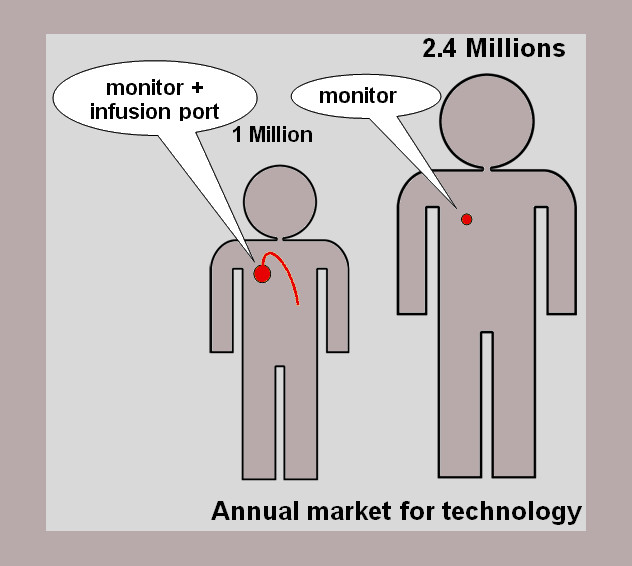 2.4 Millions
monitor +
infusion port
monitor
1 Million
Annual market for technology